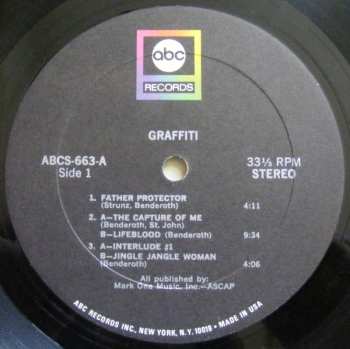 abc
RECORDS
GRAFFITI
ABCS-663-A
Side 1
33⅓ RPM
STEREO
1. FATHER PROTECTOR
(Strunz, Benderoth) 4:11
2. A—THE CAPTURE OF ME
(Benderoth, St. John)
B—LIFEBLOOD (Benderoth) 9:34
3. A—INTERLUDE #1
B—JINGLE JANGLE WOMAN
(Benderoth) 4:06
All published by:
Mark One Music, Inc.—ASCAP
ABC RECORDS INC. NEW YORK, N.Y. 10019 • MADE IN USA